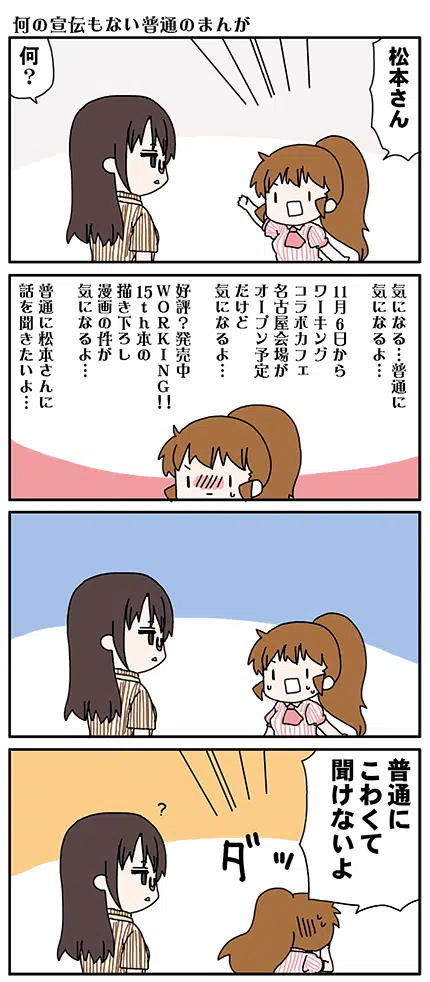 何の宣伝もない普通のまんが
松本さん
何？
気になる…普通に
気になるよ…
11月6日から
ワーキング
コラボカフェ
名古屋会場が
オープン予定
だけど
気になるよ…
好評？発売中
WORKING!!
15th本の
描き下ろし
漫画の件が
気になるよ…
普通に松本さんに
話を聞きたいよ…
普通に
こわくて
聞けないよ
?
ダッ